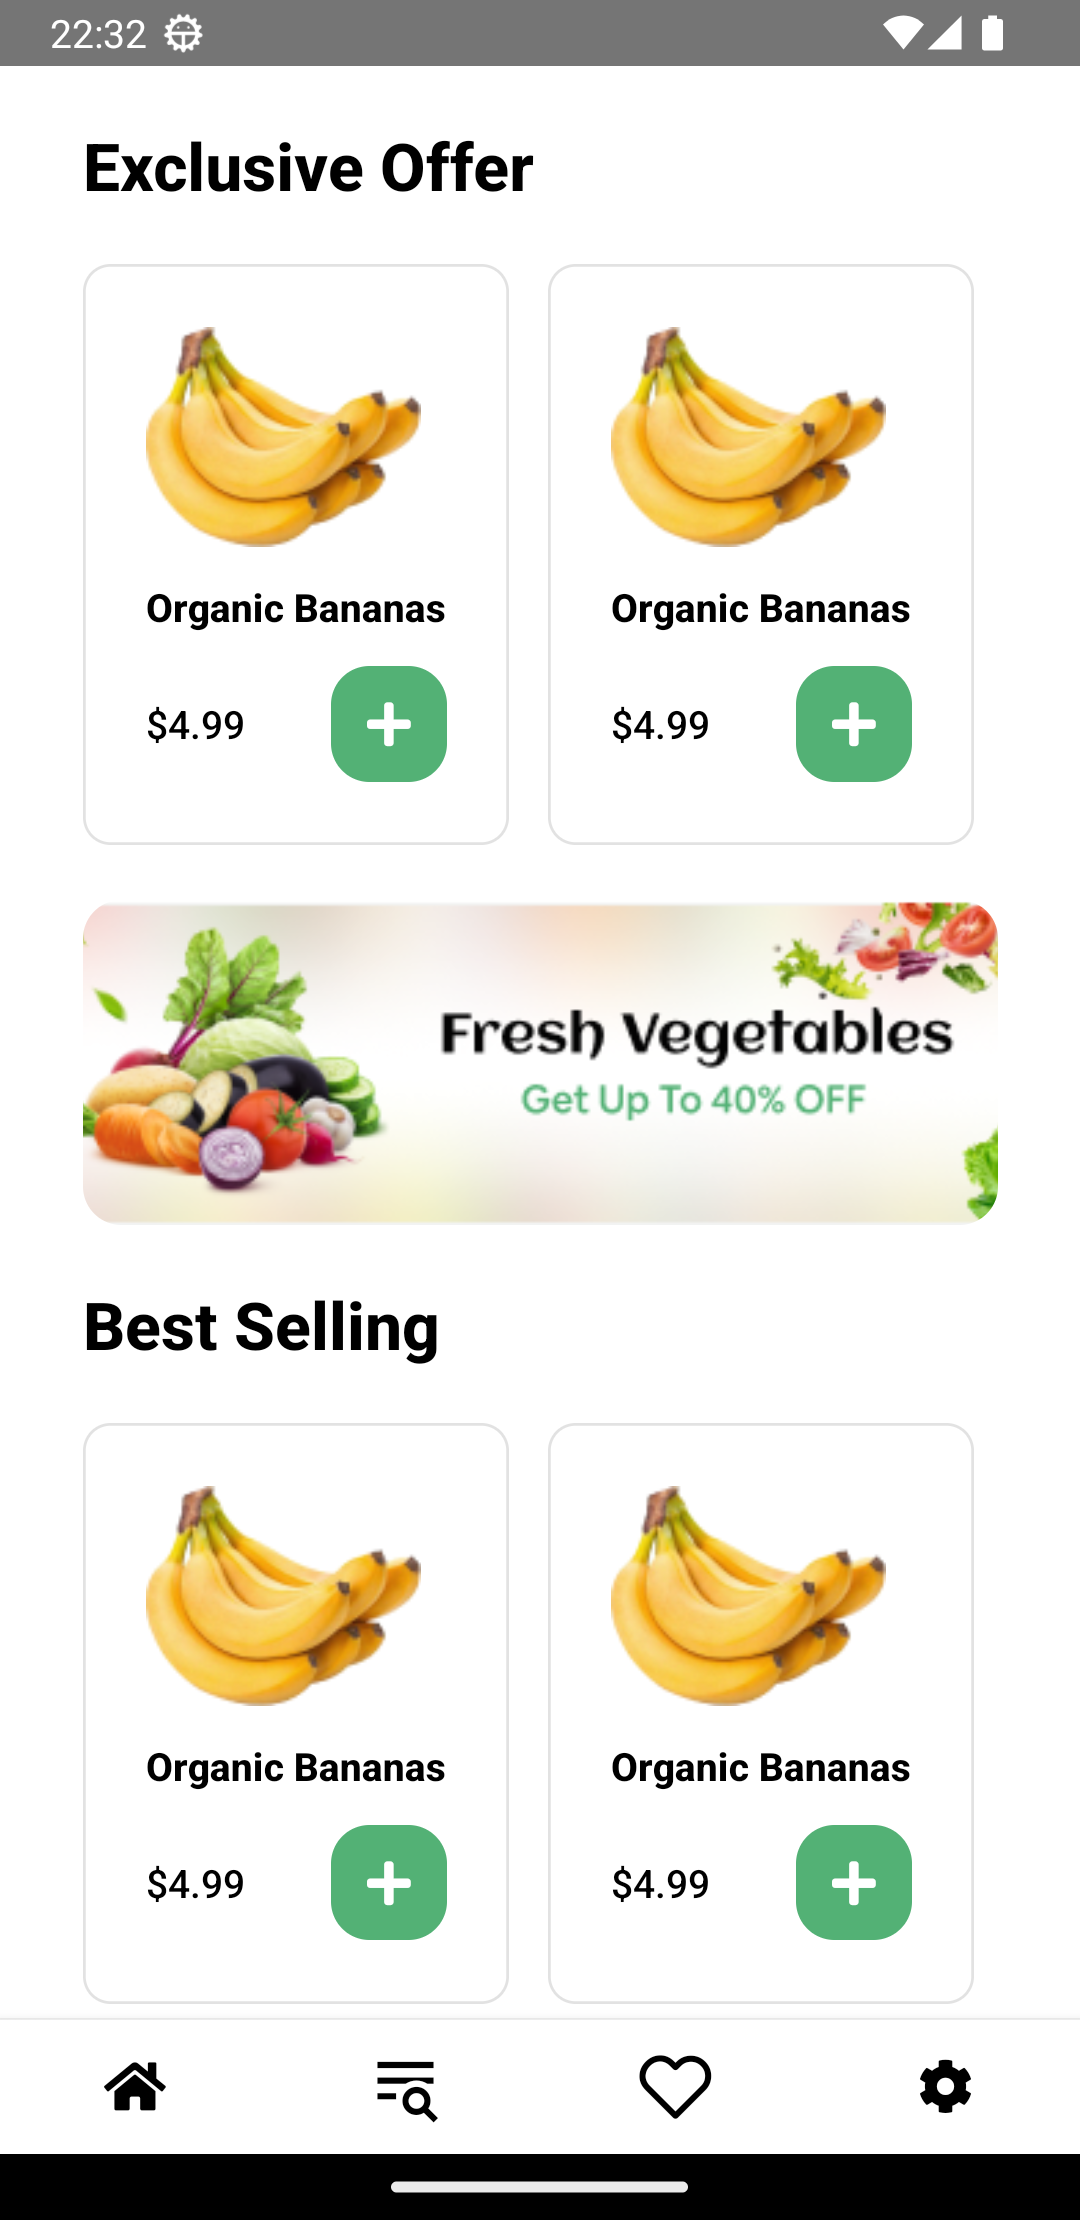 22:32
Exclusive Offer
Organic Bananas
Organic Bananas
$4.99
$4.99
Fresh Vegetables
Get Up To 40% OFF
Best Selling
Organic Bananas
Organic Bananas
$4.99
$4.99